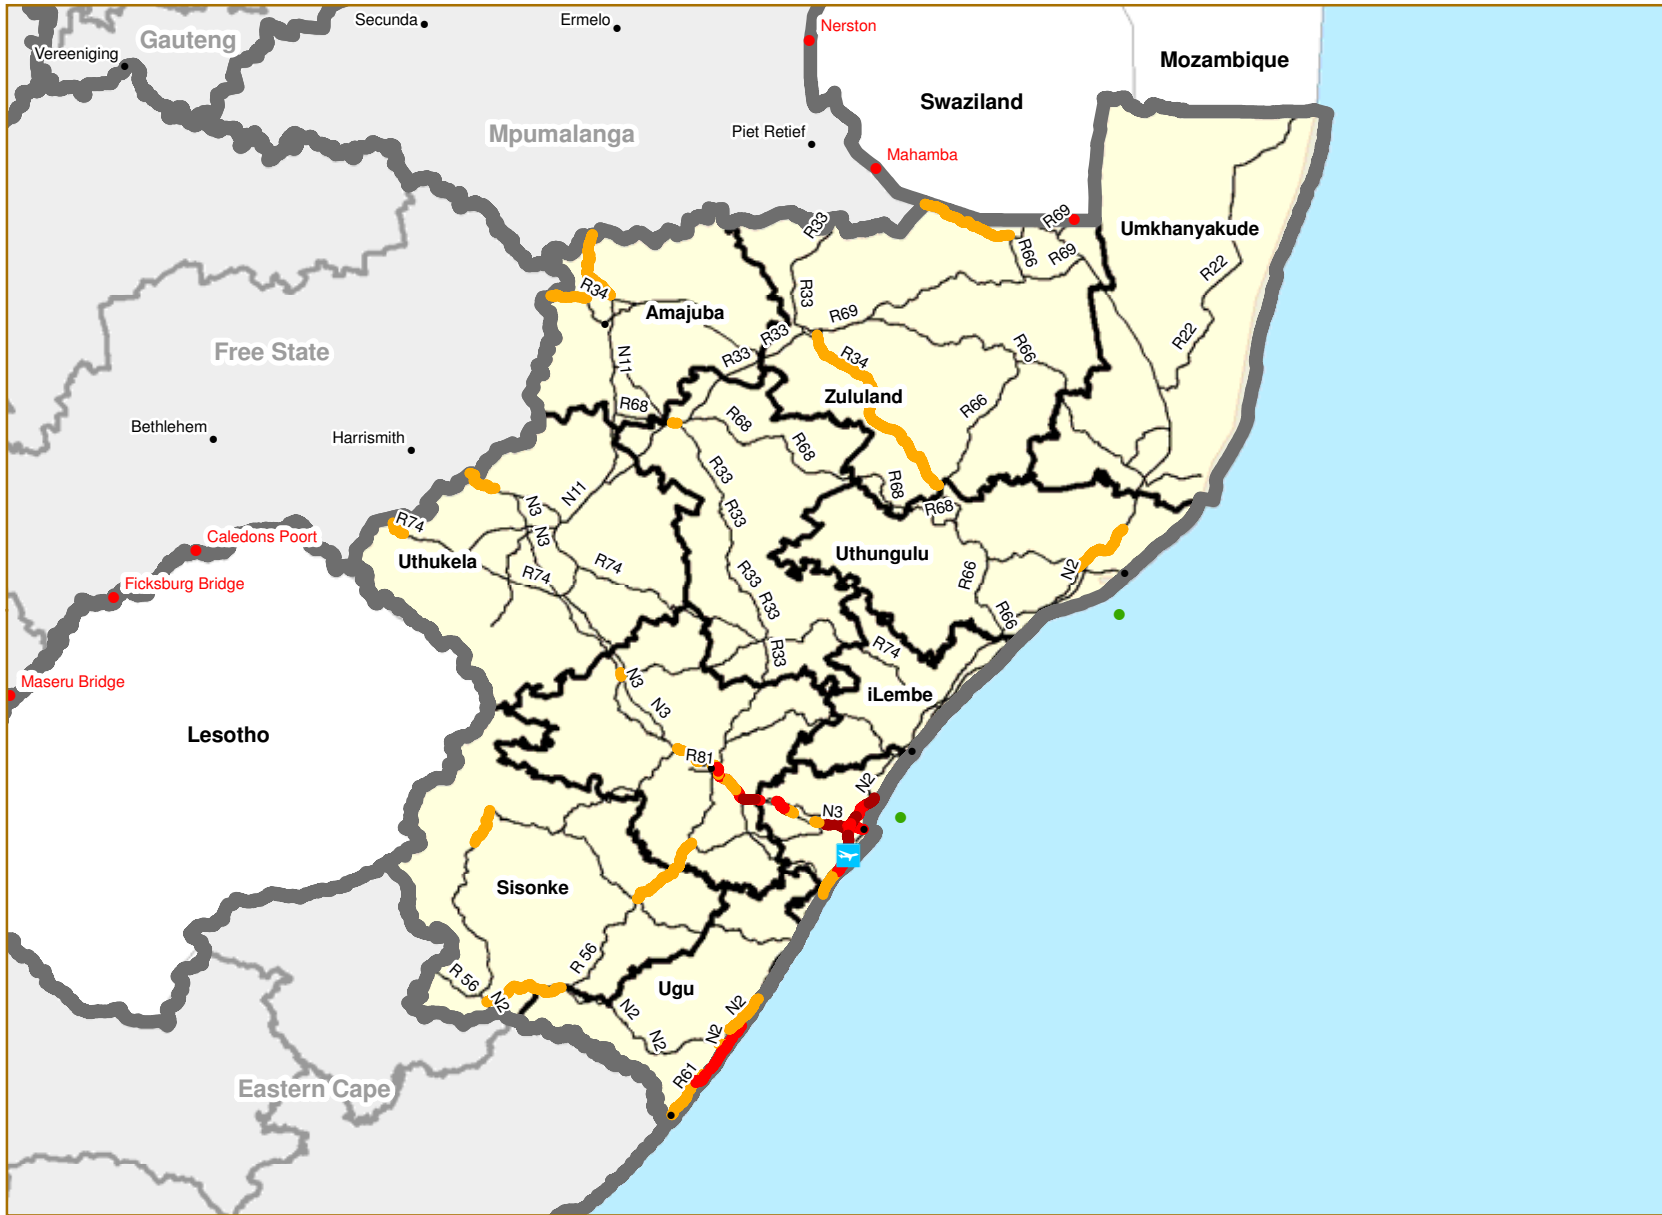 Secunda
Ermelo
Nerston
Gauteng
Vereeniging
Mozambique
Swaziland
Mpumalanga
Piet Retief
Mahamba
R69
R33
Umkhanyakude
R66
R69
R22
R34
R33
Amajuba
R69
R33
R22
Free State
N11
R33
R34
R66
Zululand
R68
R66
Bethlehem
Harrismith
R68
R68
R33
R68
N11
N3
R33
R68
R74
Caledons Poort
N3
Uthukela
R74
Uthungulu
N2
R74
R33
R66
Ficksburg Bridge
R33
R66
R33
R74
N3
Maseru Bridge
iLembe
N3
Lesotho
R81
N2
N3
Sisonke
R 56
R 56
Ugu
N2
N2
N2
N2
N2
R61
Eastern Cape